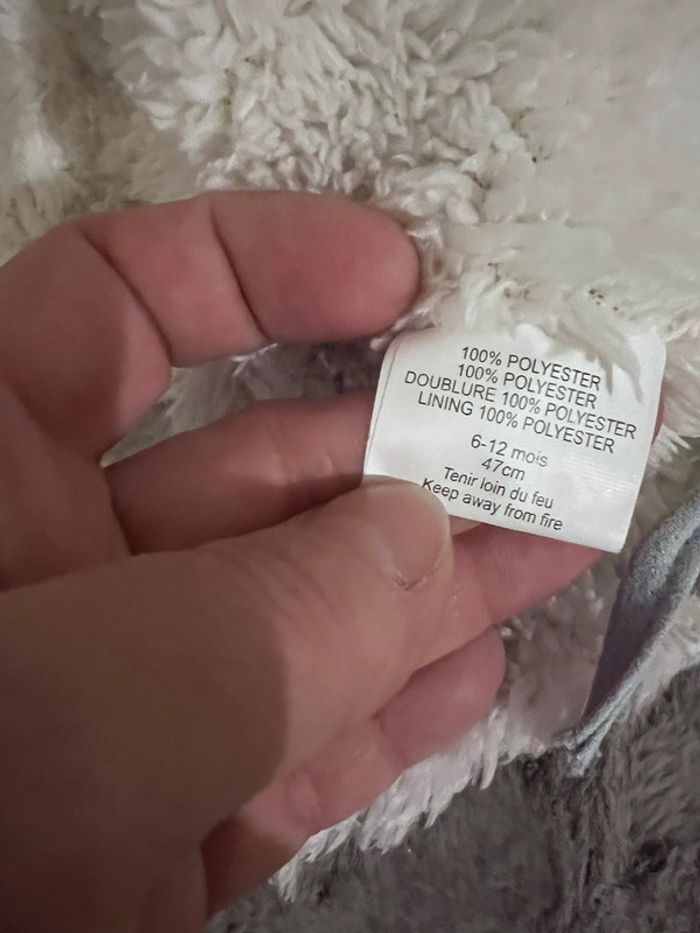 100% POLYESTER
100% POLYESTER
DOUBLURE 100% POLYESTER
LINING 100% POLYESTER
6-12 mois
47cm
Tenir loin du feu
Keep away from fire